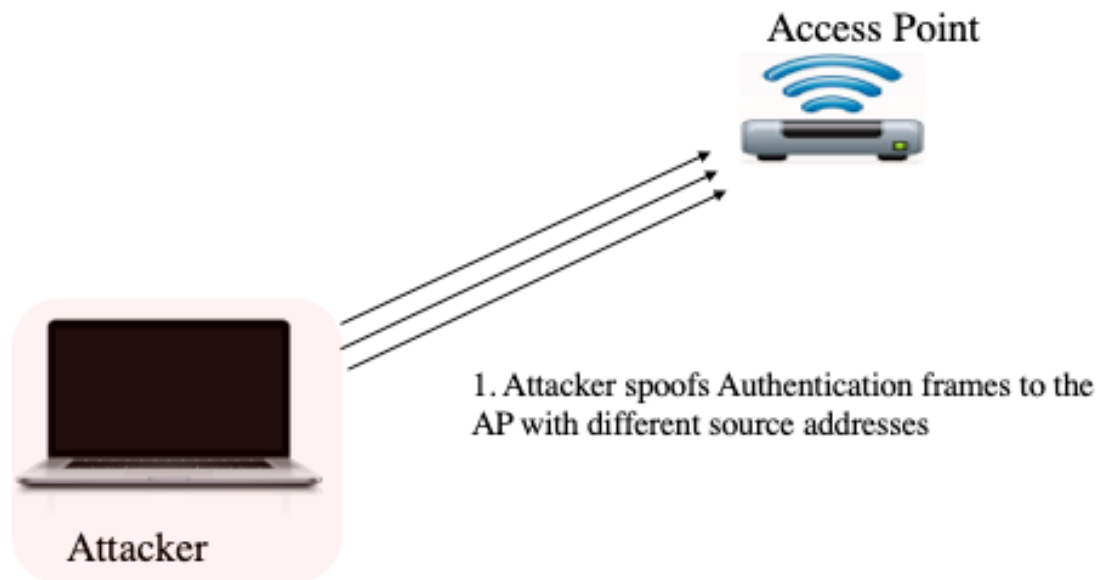 Access Point
1. Attacker spoofs Authentication frames to the
AP with different source addresses
Attacker